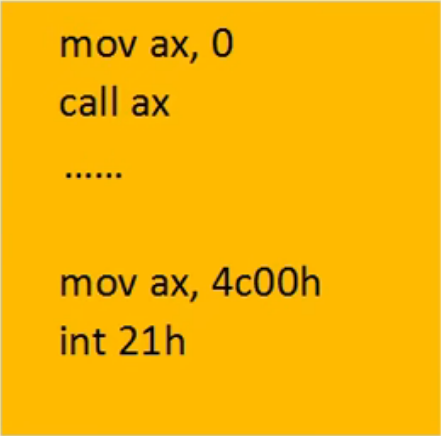 mov ax, 0
call ax
……
mov ax, 4c00h
int 21h